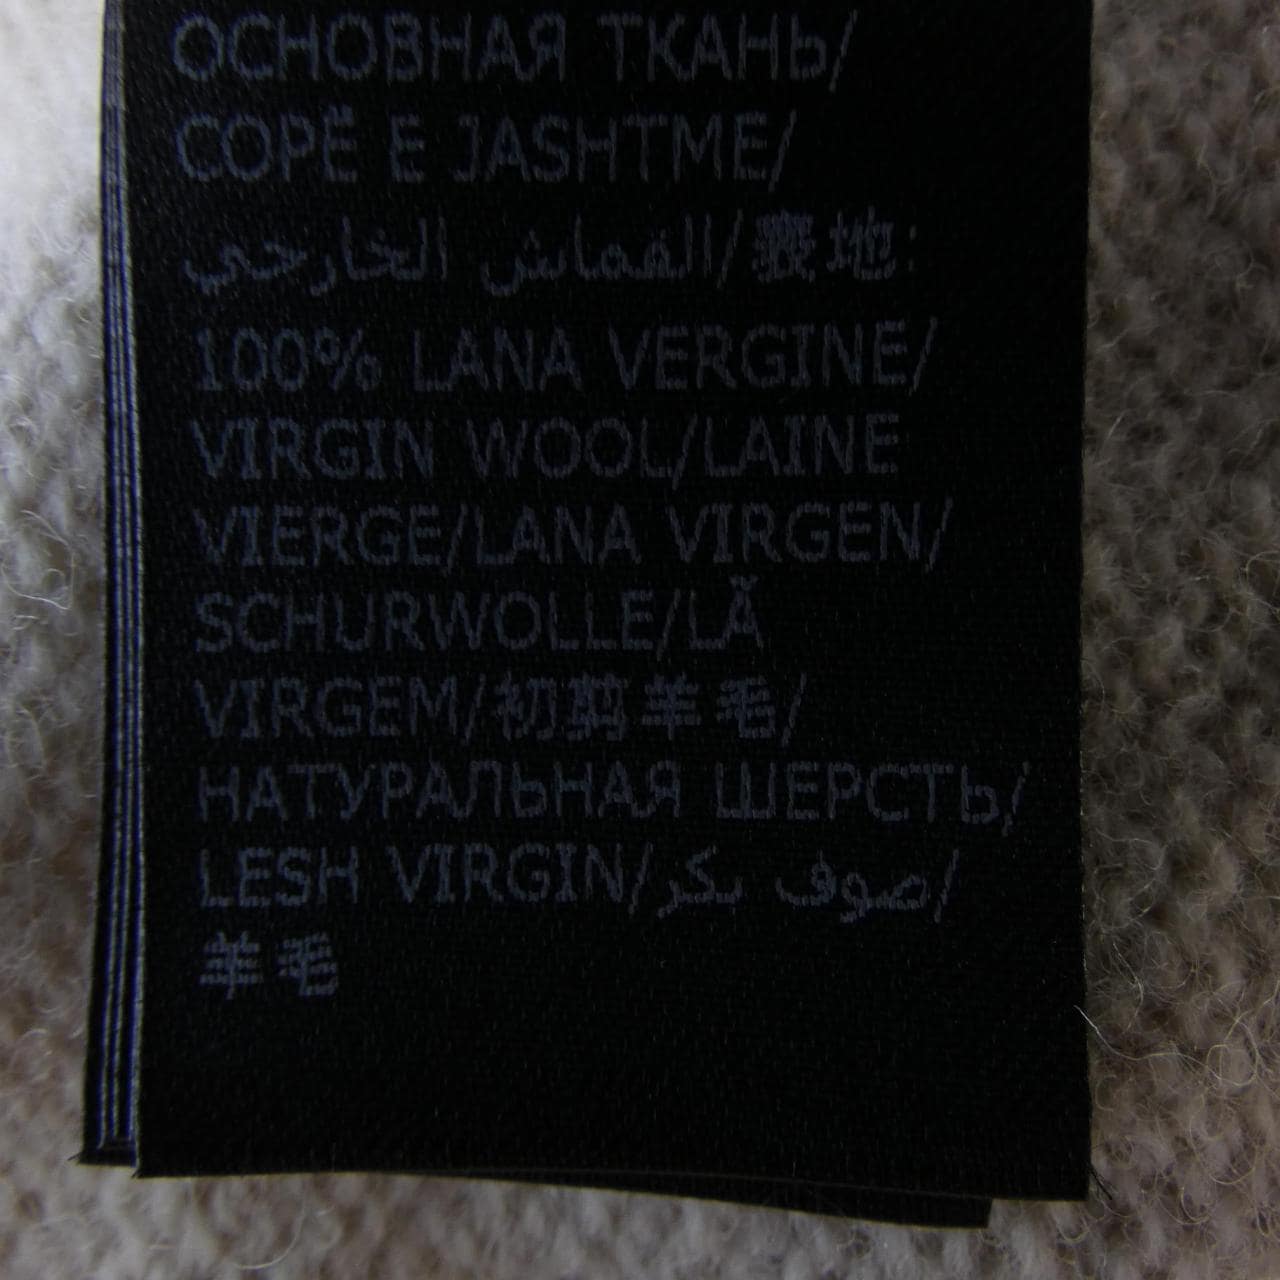 ОСНОВНАЯ ТКАНЬ/
COPË E JASHTME/
القماش الخارجي/表地:
100% LANA VERGINE/
VIRGIN WOOL/LAINE
VIERGE/LANA VIRGEN/
SCHURWOLLE/LĂ
VIRGEM/初剪羊毛/
НАТУРАЛЬНАЯ ШЕРСТЬ/
LESH VIRGIN/صوف بكر/
羊毛